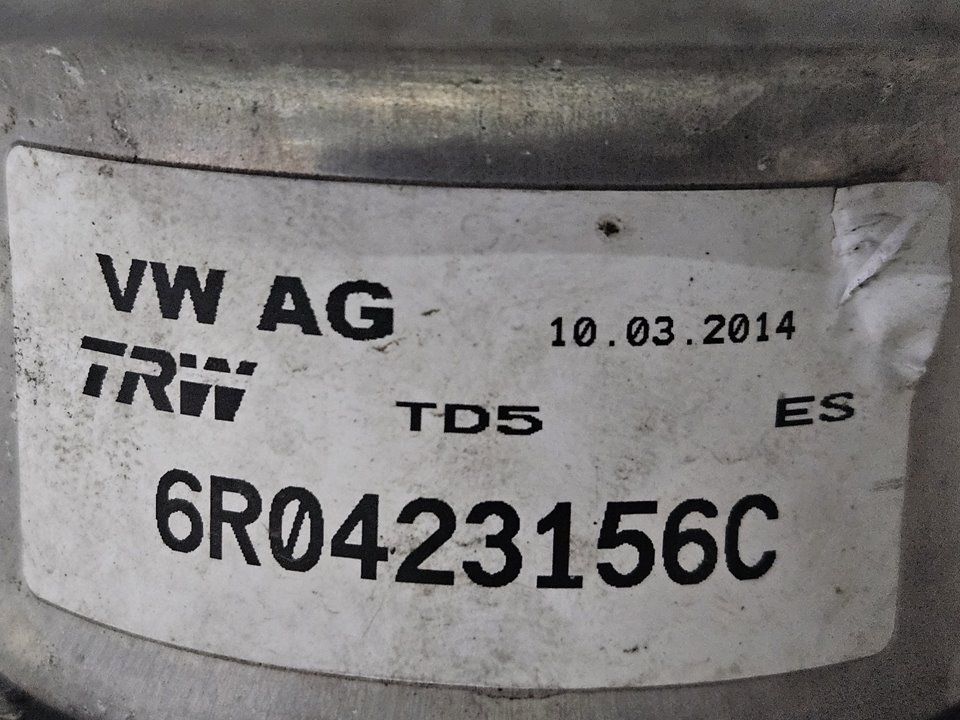 VW AG
10.03.2014
TRW
TD5 ES
6R0423156C